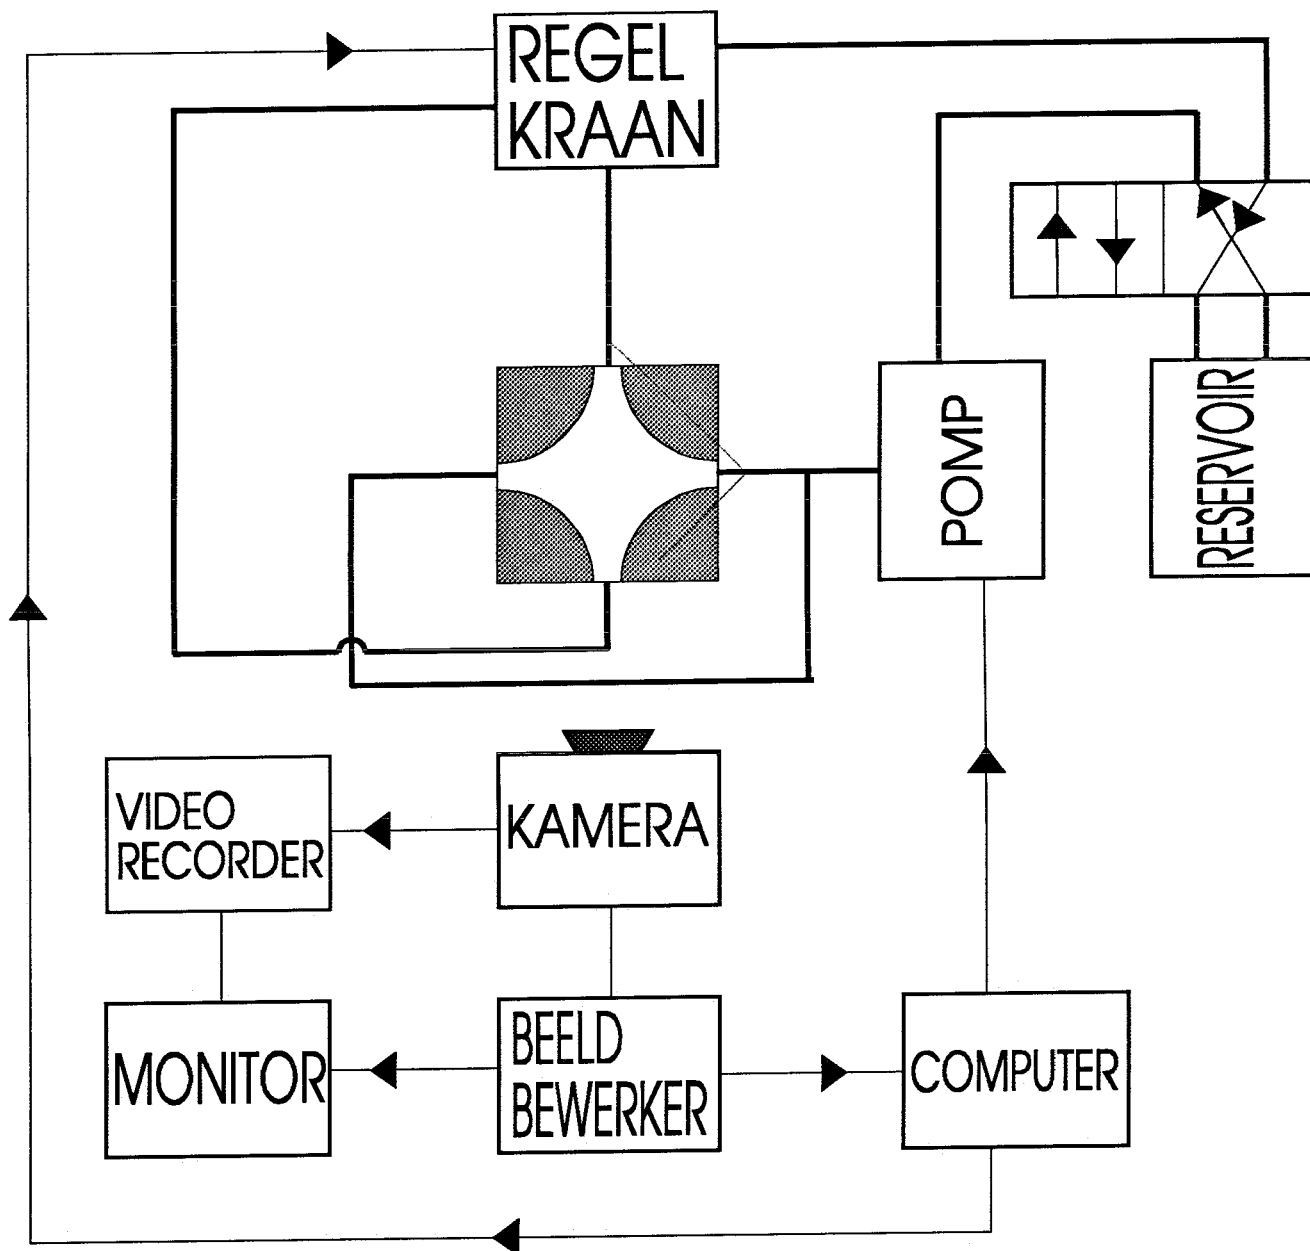 REGEL
KRAAN
POMP
RESERVOIR
VIDEO
RECORDER
KAMERA
MONITOR
BEELD
BEWERKER
COMPUTER